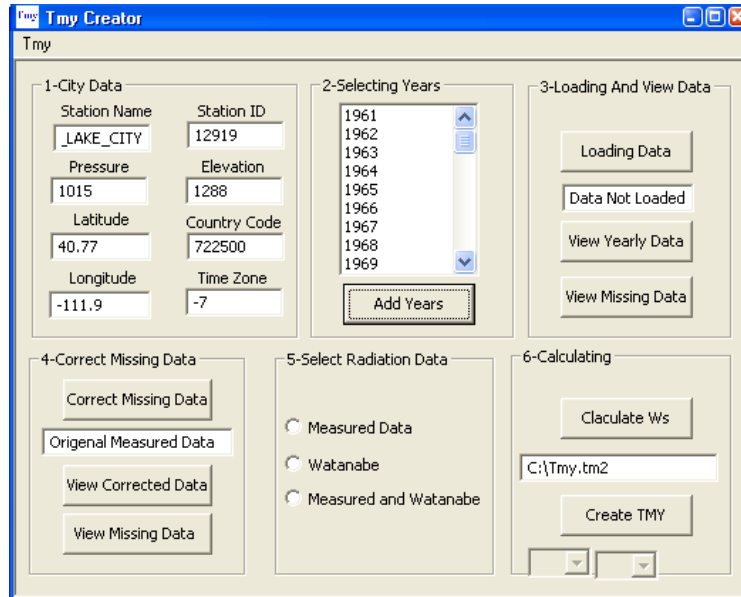 Tmy Tmy Creator
Tmy
1-City Data
Station Name
_LAKE_CITY
Station ID
12919
Pressure
1015
Elevation
1288
Latitude
40.77
Country Code
722500
Longitude
-111.9
Time Zone
-7
2-Selecting Years
1961
1962
1963
1964
1965
1966
1967
1968
1969
Add Years
3-Loading And View Data
Loading Data
Data Not Loaded
View Yearly Data
View Missing Data
4-Correct Missing Data
Correct Missing Data
Origenal Measured Data
View Corrected Data
View Missing Data
5-Select Radiation Data
Measured Data
Watanabe
Measured and Watanabe
6-Calculating
Claculate Ws
C:\Tmy.tm2
Create TMY